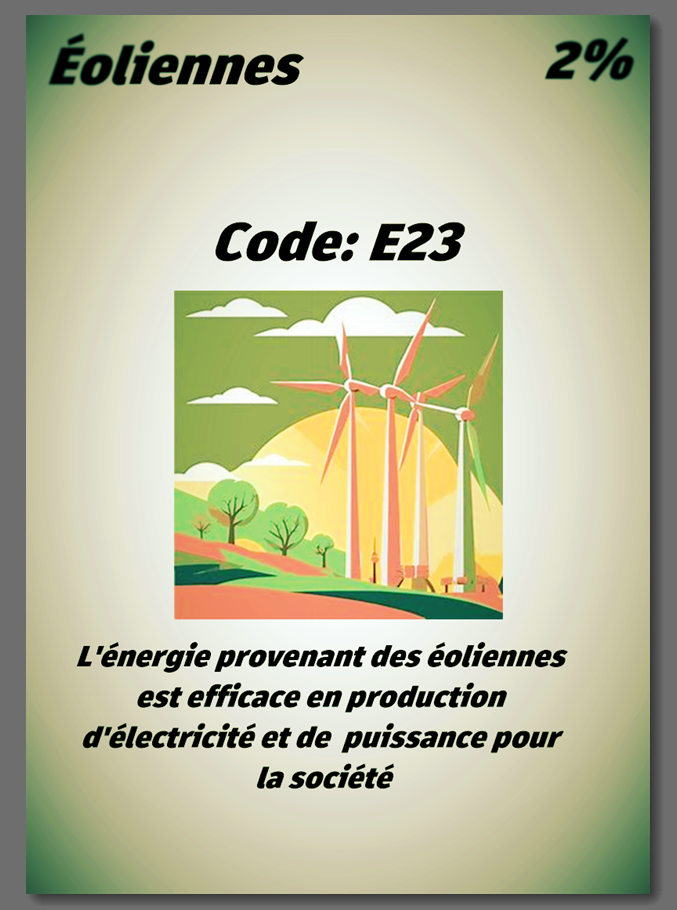 Éoliennes
2%
Code: E23
L'énergie provenant des éoliennes
est efficace en production
d'électricité et de  puissance pour
la société